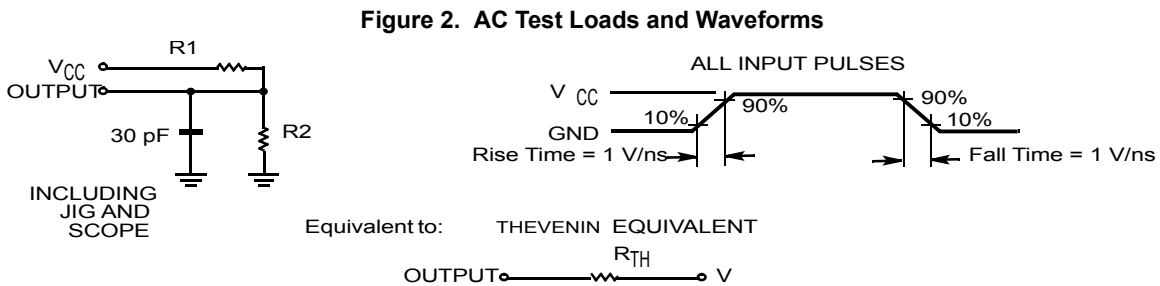 Figure 2. AC Test Loads and Waveforms
R1
VCC
OUTPUT
30 pF
R2
INCLUDING
JIG AND
SCOPE
ALL INPUT PULSES
VCC
GND
10%
90%
90%
10%
Rise Time = 1 V/ns
Fall Time = 1 V/ns
Equivalent to: THEVENIN EQUIVALENT
RTH
OUTPUT
V